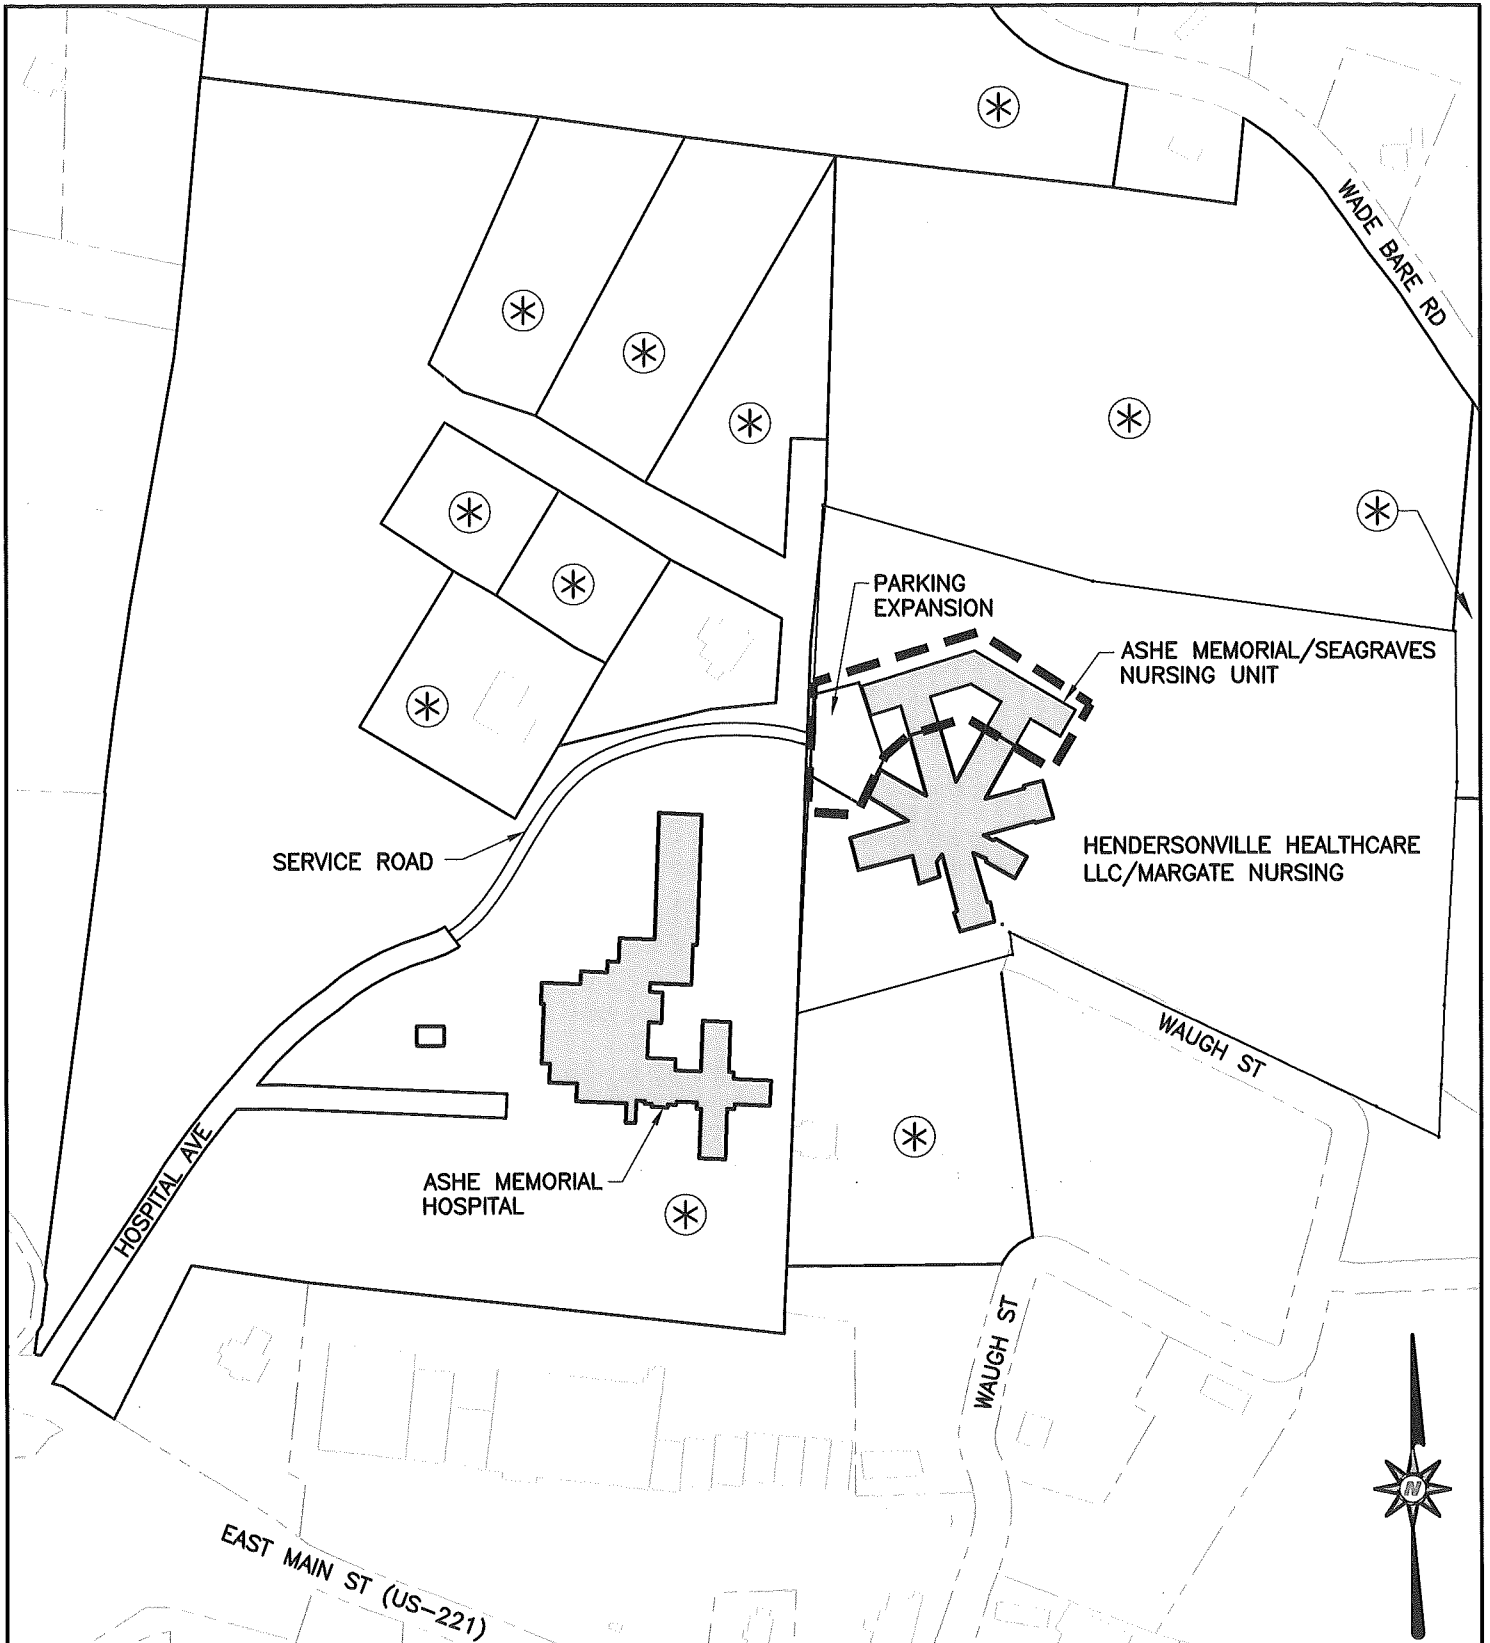 WADE BARE RD
PARKING
EXPANSION
ASHE MEMORIAL/SEAGRAVES
NURSING UNIT
SERVICE ROAD
HENDERSONVILLE HEALTHCARE
LLC/MARGATE NURSING
WAUGH ST
HOSPITAL AVE
ASHE MEMORIAL
HOSPITAL
WAUGH ST
N
EAST MAIN ST (US-221)